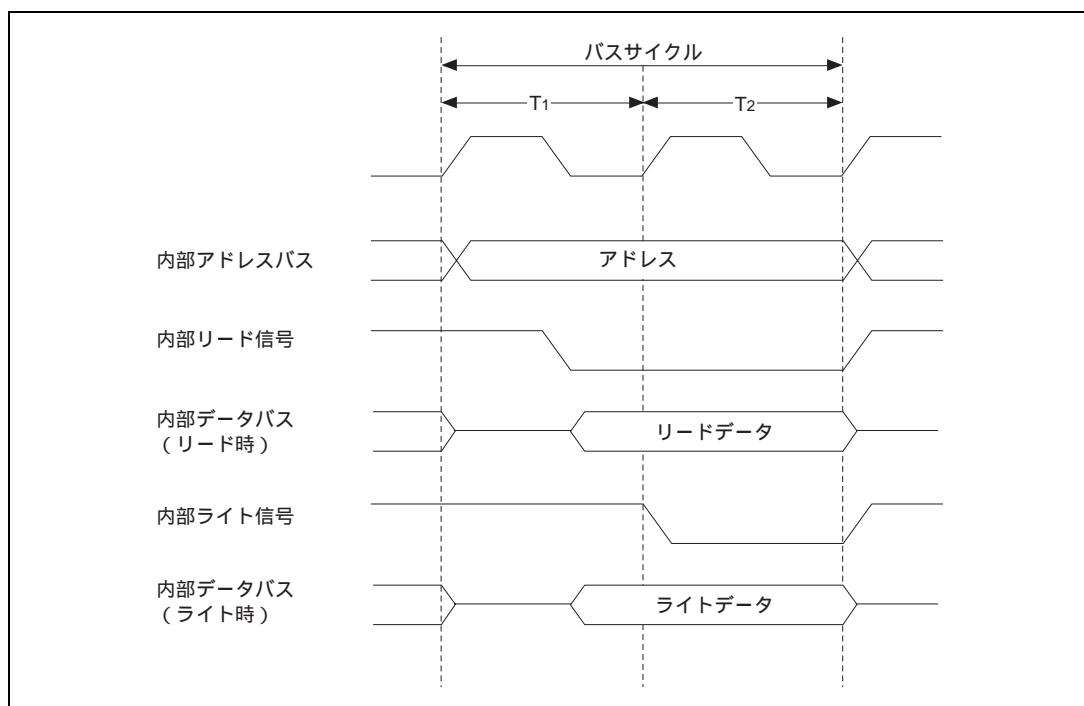 バスサイクル
T1
T2
内部アドレスバス
アドレス
内部リード信号
内部データバス
（リード時）
リードデータ
内部ライト信号
内部データバス
（ライト時）
ライトデータ